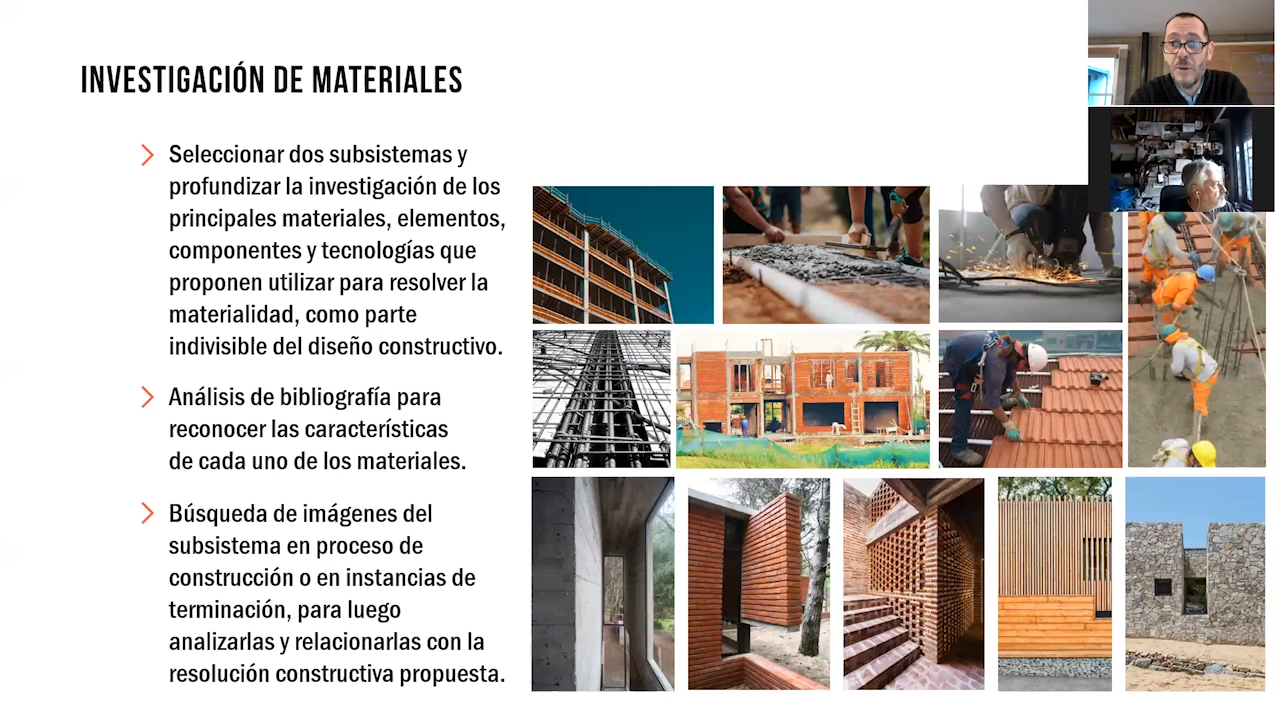 INVESTIGACIÓN DE MATERIALES
Seleccionar dos subsistemas y
profundizar la investigación de los
principales materiales, elementos,
componentes y tecnologías que
proponen utilizar para resolver la
materialidad, como parte
indivisible del diseño constructivo.
Análisis de bibliografía para
reconocer las características
de cada uno de los materiales.
Búsqueda de imágenes del
subsistema en proceso de
construcción o en instancias de
terminación, para luego
analizarlas y relacionarlas con la
resolución constructiva propuesta.